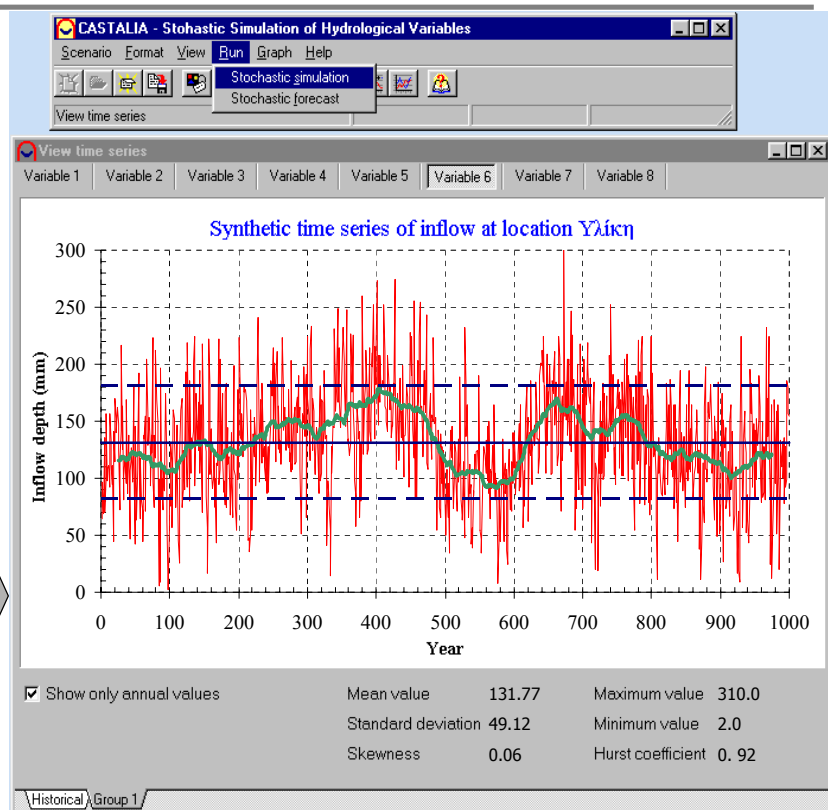 CASTALIA - Stohastic Simulation of Hydrological Variables
Scenario Format View Run Graph Help
Stochastic simulation
Stochastic forecast
View time series
View time series
Variable 1 Variable 2 Variable 3 Variable 4 Variable 5 Variable 6 Variable 7 Variable 8
Synthetic time series of inflow at location Υλίκη
Inflow depth (mm)
300
250
200
150
100
50
0
0 100 200 300 400 500 600 700 800 900 1000
Year
Show only annual values
Mean value 131.77 Maximum value 310.0
Standard deviation 49.12 Minimum value 2.0
Skewness 0.06 Hurst coefficient 0. 92
Historical Group 1